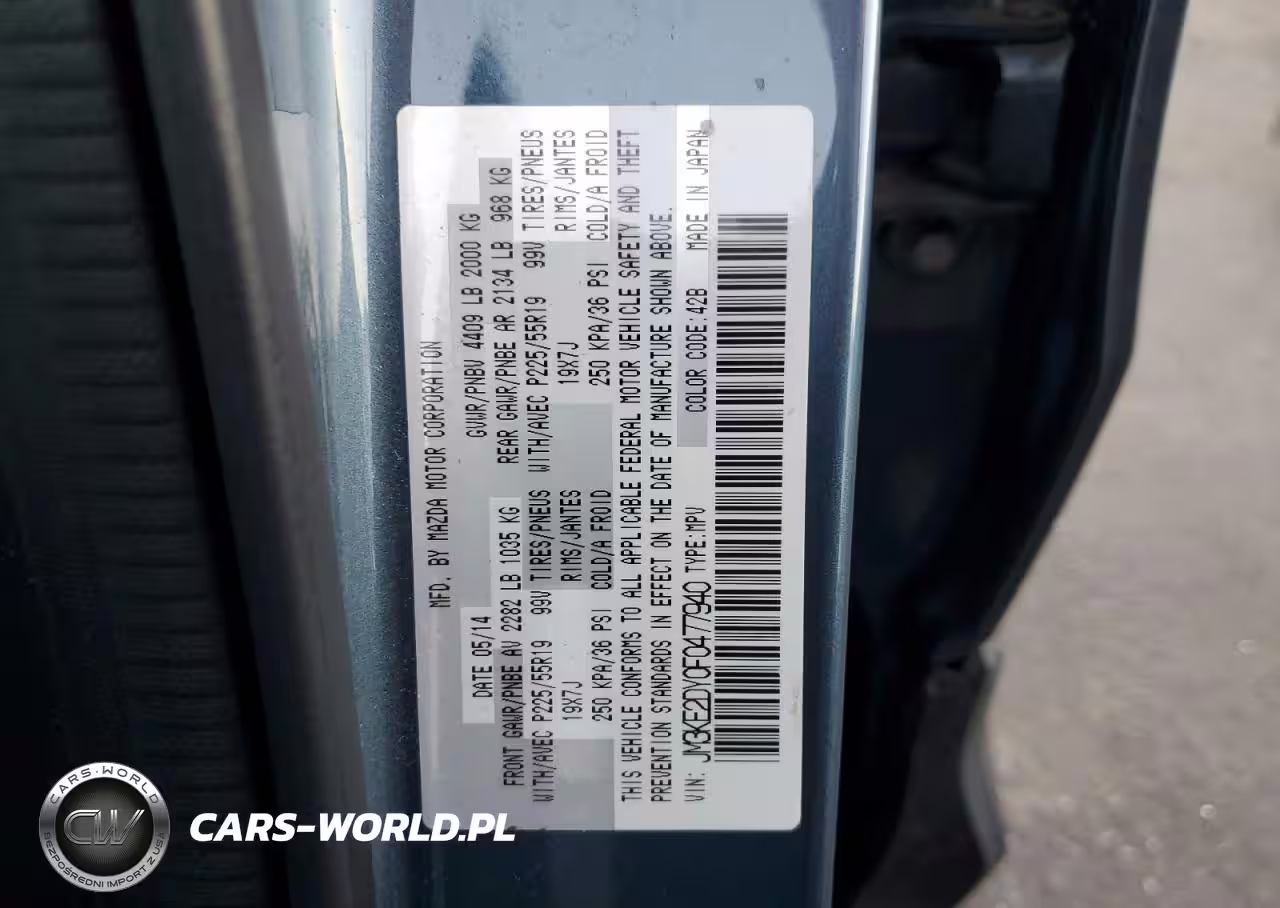 MFD. BY MAZDA MOTOR CORPORATION
DATE 05/14 GVWR/PNBV 4409 LB 2000 KG
FRONT GAWR/PNBE AV 2282 LB 1035 KG REAR GAWR/PNBE AR 2134 LB 968 KG
WITH/AVEC P225/55R19 99V TIRES/PNEUS WITH/AVEC P225/55R19 99V TIRES/PNEUS
19X7J RIMS/JANTES 19X7J RIMS/JANTES
250 KPA/36 PSI COLD/A FROID 250 KPA/36 PSI COLD/A FROID
THIS VEHICLE CONFORMS TO ALL APPLICABLE FEDERAL MOTOR VEHICLE SAFETY AND THEFT
PREVENTION STANDARDS IN EFFECT ON THE DATE OF MANUFACTURE SHOWN ABOVE.
VIN: JM3KE2DY0F0477940 TYPE:MPV COLOR CODE:42B MADE IN JAPAN
CARS-WORLD
CW
BEZPOŚREDNI IMPORT Z USA
CARS-WORLD.PL